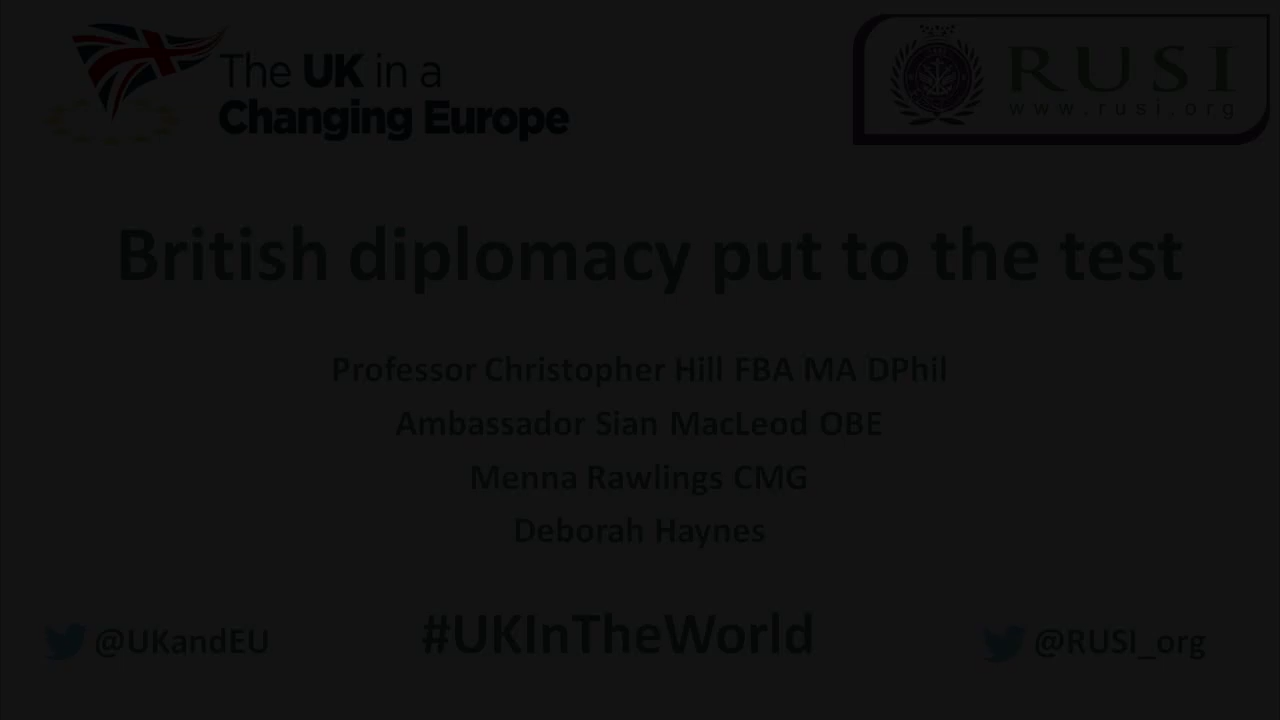 The UK in a
Changing Europe
RUSI
www.rusi.org
British diplomacy put to the test
Professor Christopher Hill FBA MA DPhil
Ambassador Sian MacLeod OBE
Menna Rawlings CMG
Deborah Haynes
@UKandEU
#UKInTheWorld
@RUSI_org